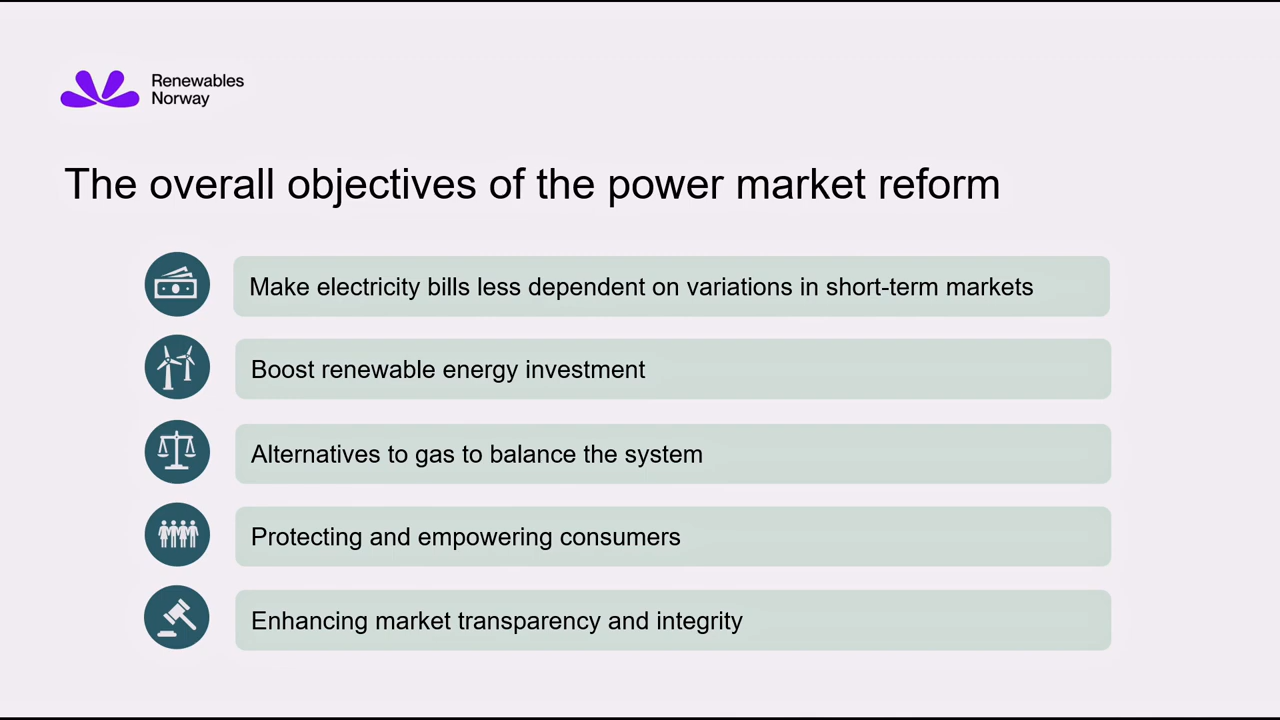 Renewables
Norway
The overall objectives of the power market reform
Make electricity bills less dependent on variations in short-term markets
Boost renewable energy investment
Alternatives to gas to balance the system
Protecting and empowering consumers
Enhancing market transparency and integrity